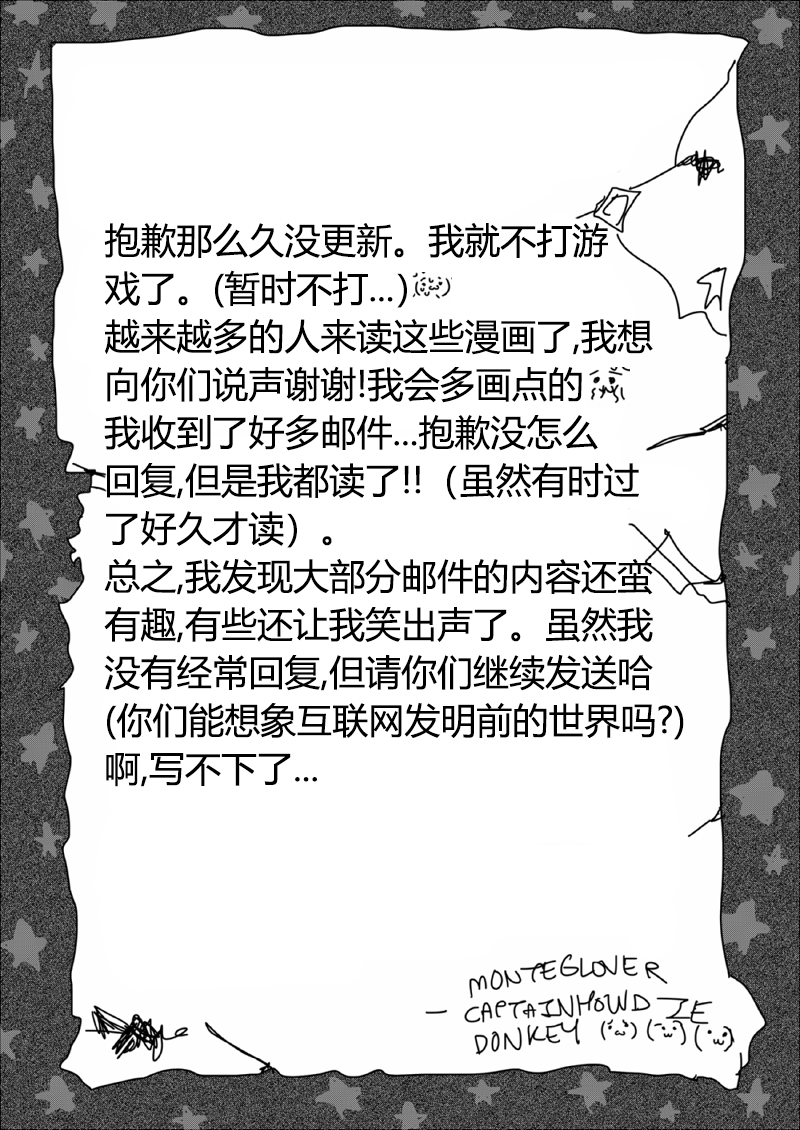 抱歉那么久没更新。我就不打游
戏了。(暂时不打...)
越来越多的人来读这些漫画了,我想
向你们说声谢谢!我会多画点的
我收到了好多邮件...抱歉没怎么
回复,但是我都读了!!（虽然有时过
了好久才读）。
总之,我发现大部分邮件的内容还蛮
有趣,有些还让我笑出声了。虽然我
没有经常回复,但请你们继续发送哈
(你们能想象互联网发明前的世界吗?)
啊,写不下了...
MONTEGLOVER
— CAPTAINHOWD ZE
DONKEY (·ω·) (·ω·) (·ω·)